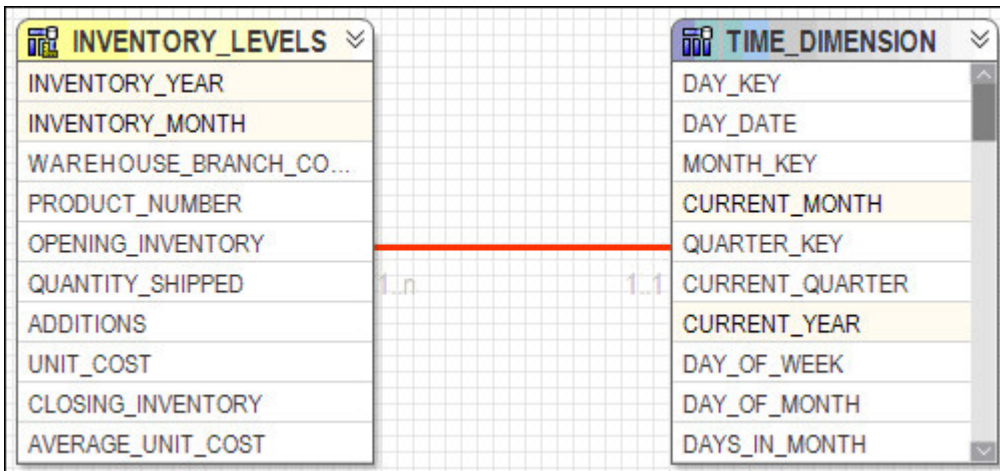 INVENTORY_LEVELS
INVENTORY_YEAR
INVENTORY_MONTH
WAREHOUSE_BRANCH_CO...
PRODUCT_NUMBER
OPENING_INVENTORY
QUANTITY_SHIPPED
ADDITIONS
UNIT_COST
CLOSING_INVENTORY
AVERAGE_UNIT_COST
1..n
1..1
TIME_DIMENSION
DAY_KEY
DAY_DATE
MONTH_KEY
CURRENT_MONTH
QUARTER_KEY
CURRENT_QUARTER
CURRENT_YEAR
DAY_OF_WEEK
DAY_OF_MONTH
DAYS_IN_MONTH